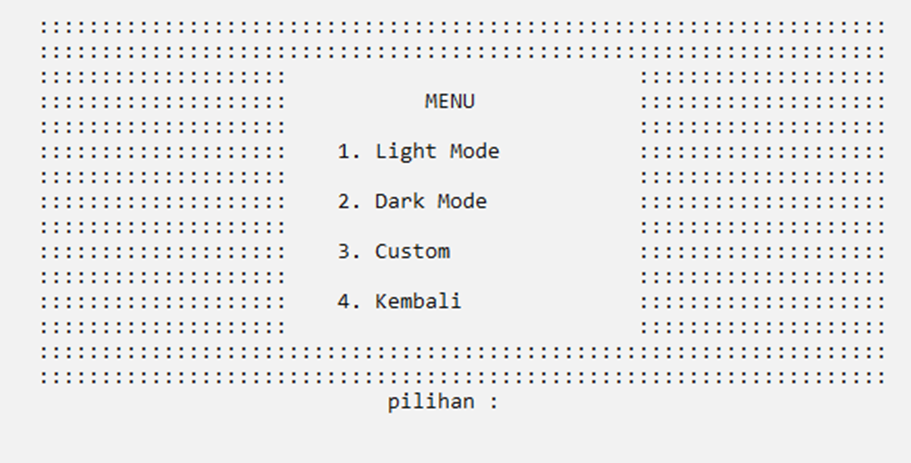 MENU
1. Light Mode
2. Dark Mode
3. Custom
4. Kembali
pilihan :